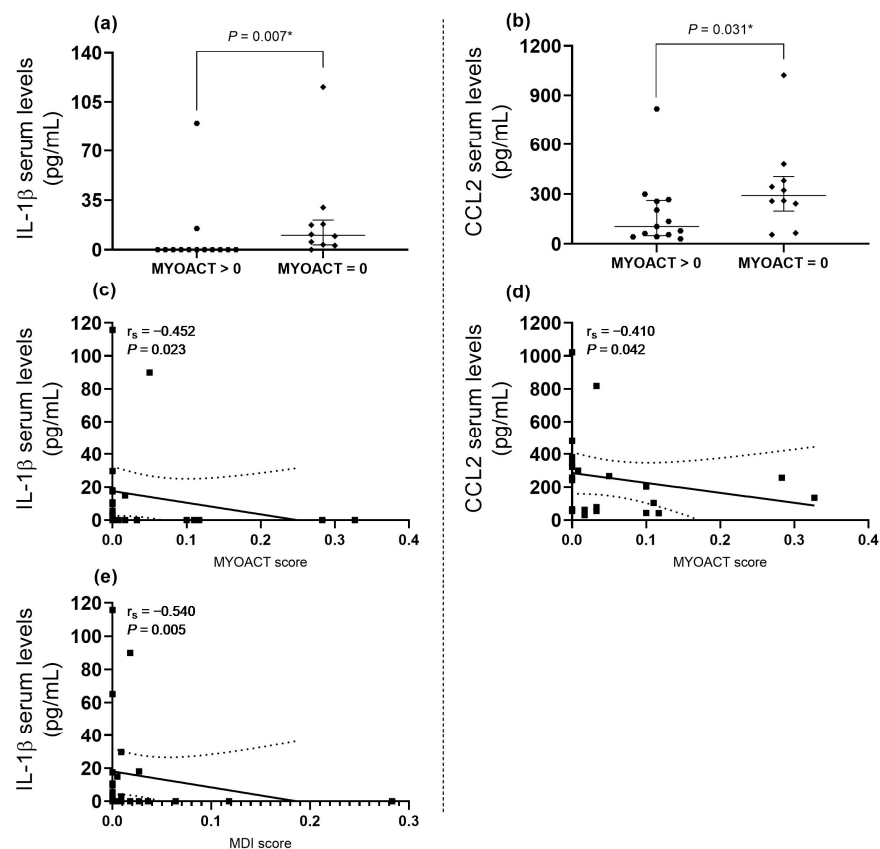 (a)
P = 0.007*
IL-1β serum levels
(pg/mL)
140
105
70
35
0
MYOACT > 0
MYOACT = 0
(b)
P = 0.031*
CCL2 serum levels
(pg/mL)
1200
900
600
300
0
MYOACT > 0
MYOACT = 0
(c)
rs = −0.452
P = 0.023
IL-1β serum levels
(pg/mL)
120
100
80
60
40
20
0
0.0 0.1 0.2 0.3 0.4
MYOACT score
(d)
rs = −0.410
P = 0.042
CCL2 serum levels
(pg/mL)
1200
1000
800
600
400
200
0
0.0 0.1 0.2 0.3 0.4
MYOACT score
(e)
rs = −0.540
P = 0.005
IL-1β serum levels
(pg/mL)
120
100
80
60
40
20
0
0.0 0.1 0.2 0.3
MDI score